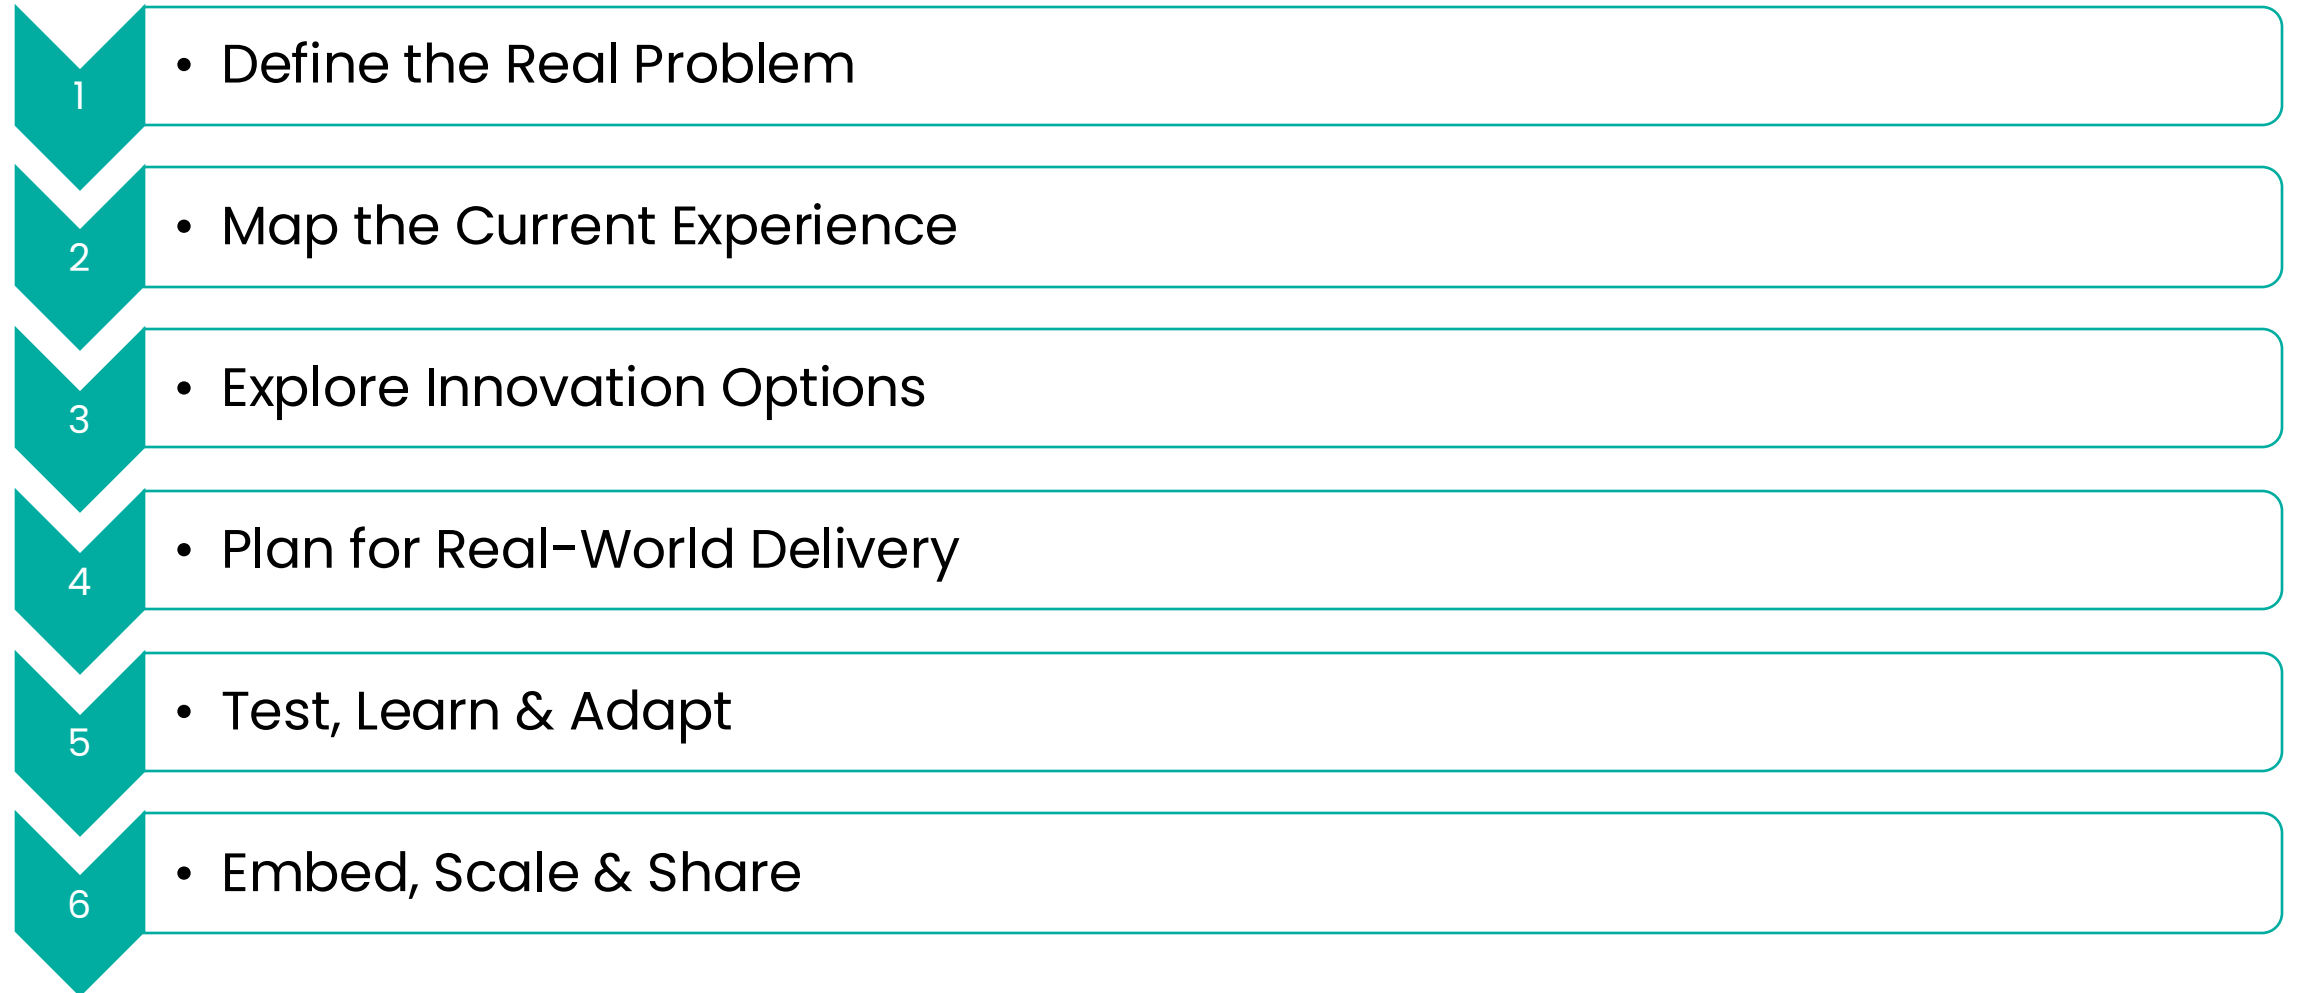 1
• Define the Real Problem
2
• Map the Current Experience
3
• Explore Innovation Options
4
• Plan for Real-World Delivery
5
• Test, Learn & Adapt
6
• Embed, Scale & Share